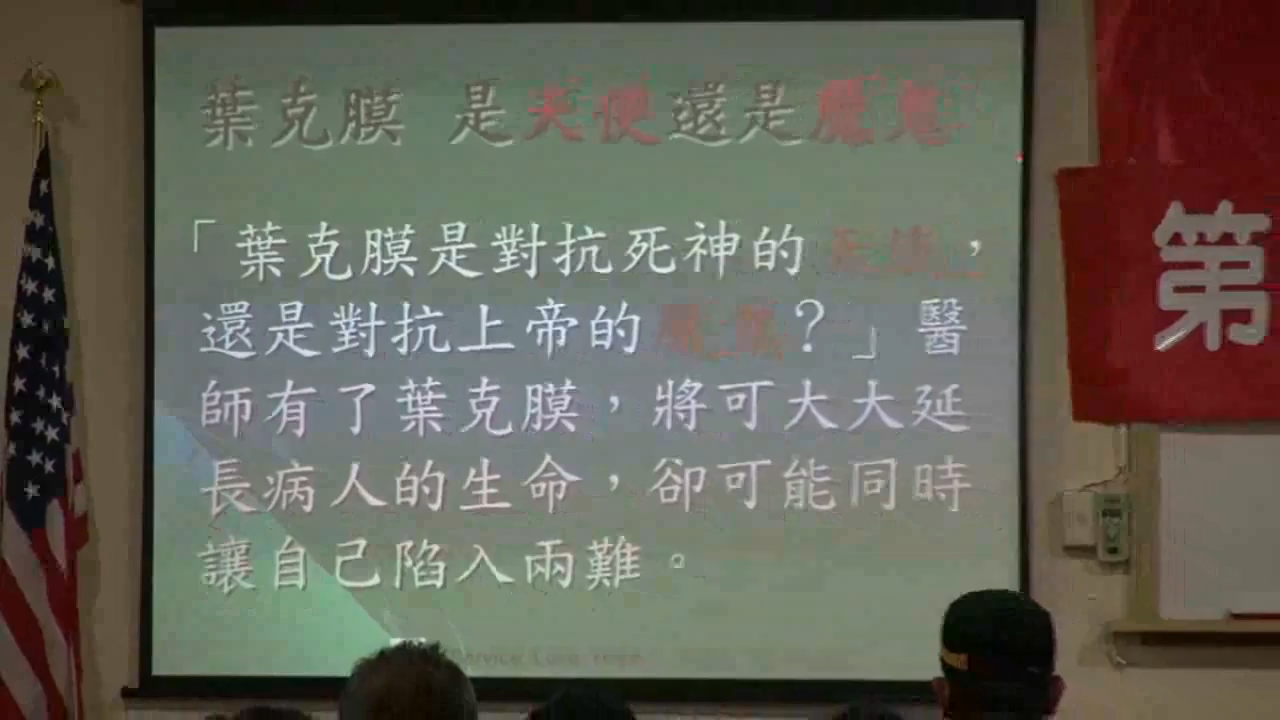 葉克膜 是天使還是魔鬼
「葉克膜是對抗死神的
還是對抗上帝的魔鬼?」醫
師有了葉克膜,將可大大延
長病人的生命,卻可能同時
讓自己陷入兩難。
第